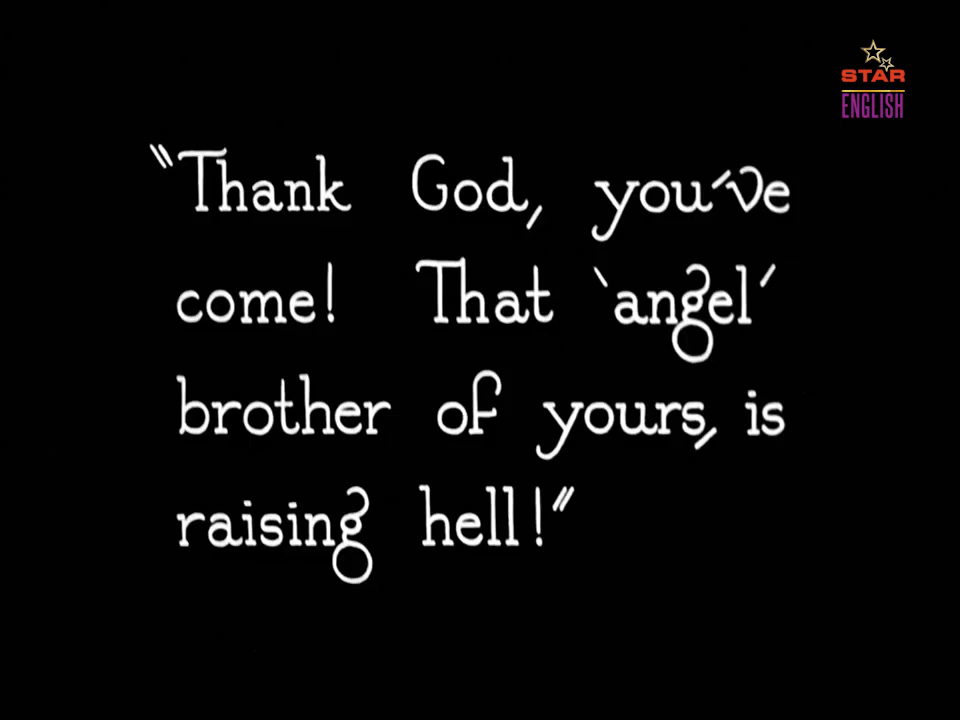 STAR
ENGLISH
"Thank God, you've
come! That 'angel'
brother of yours, is
raising hell!"